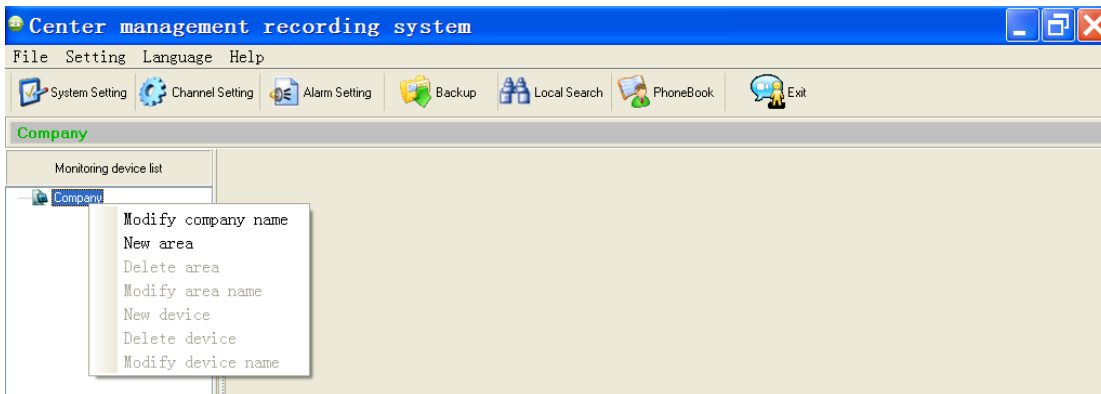 Center management recording system
File Setting Language Help
System Setting Channel Setting Alarm Setting Backup Local Search PhoneBook Exit
Company
Monitoring device list
Company
Modify company name
New area
Delete area
Modify area name
New device
Delete device
Modify device name